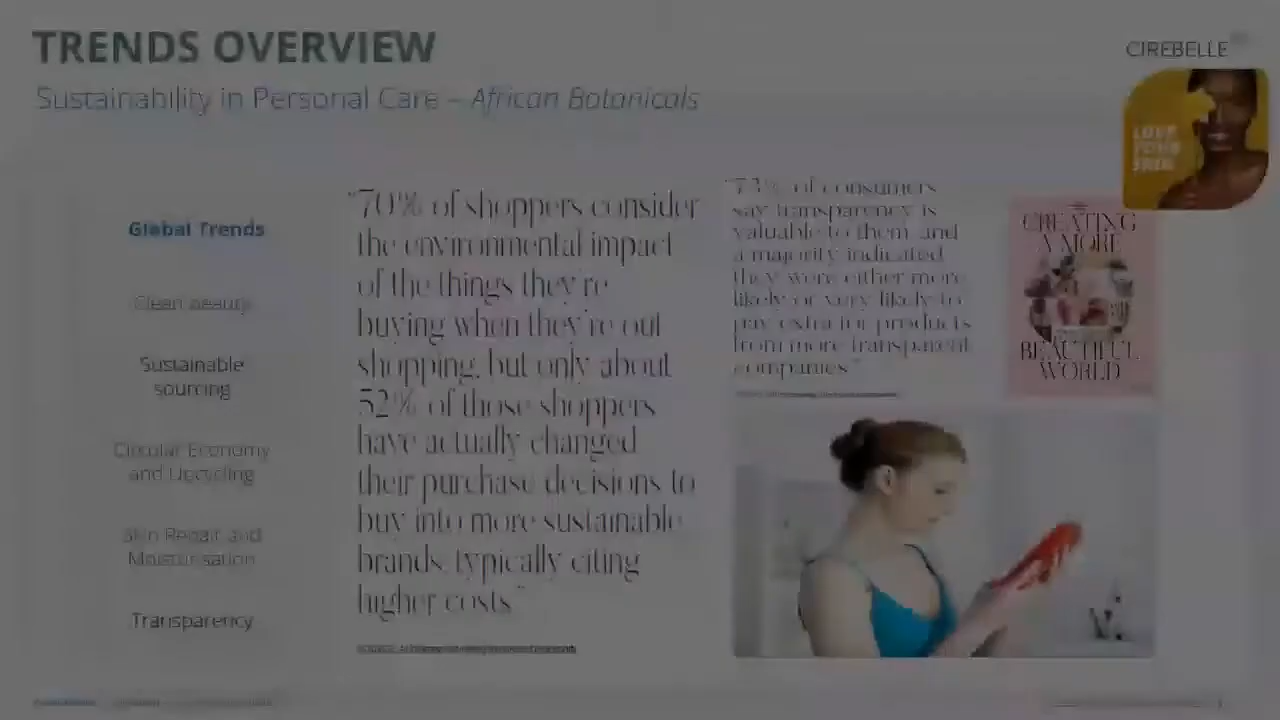 TRENDS OVERVIEW
CIREBELLE
Sustainability in Personal Care – African Botanicals
LOVE
YOUR
SKIN
Global Trends
Clean beauty
Sustainable
sourcing
Circular Economy
and Upcycling
Skin Repair and
Moisturisation
Transparency
"70% of shoppers consider
the environmental impact
of the things they're
buying when they're out
shopping, but only about
52% of those shoppers
have actually changed
their purchase decisions to
buy into more sustainable
brands, typically citing
higher costs."
"73% of consumers
say transparency is
valuable to them, and
a majority indicated
they were either more
likely or very likely to
pay extra for products
from more transparent
companies."
CREATING
A MORE
BEAUTIFUL
WORLD